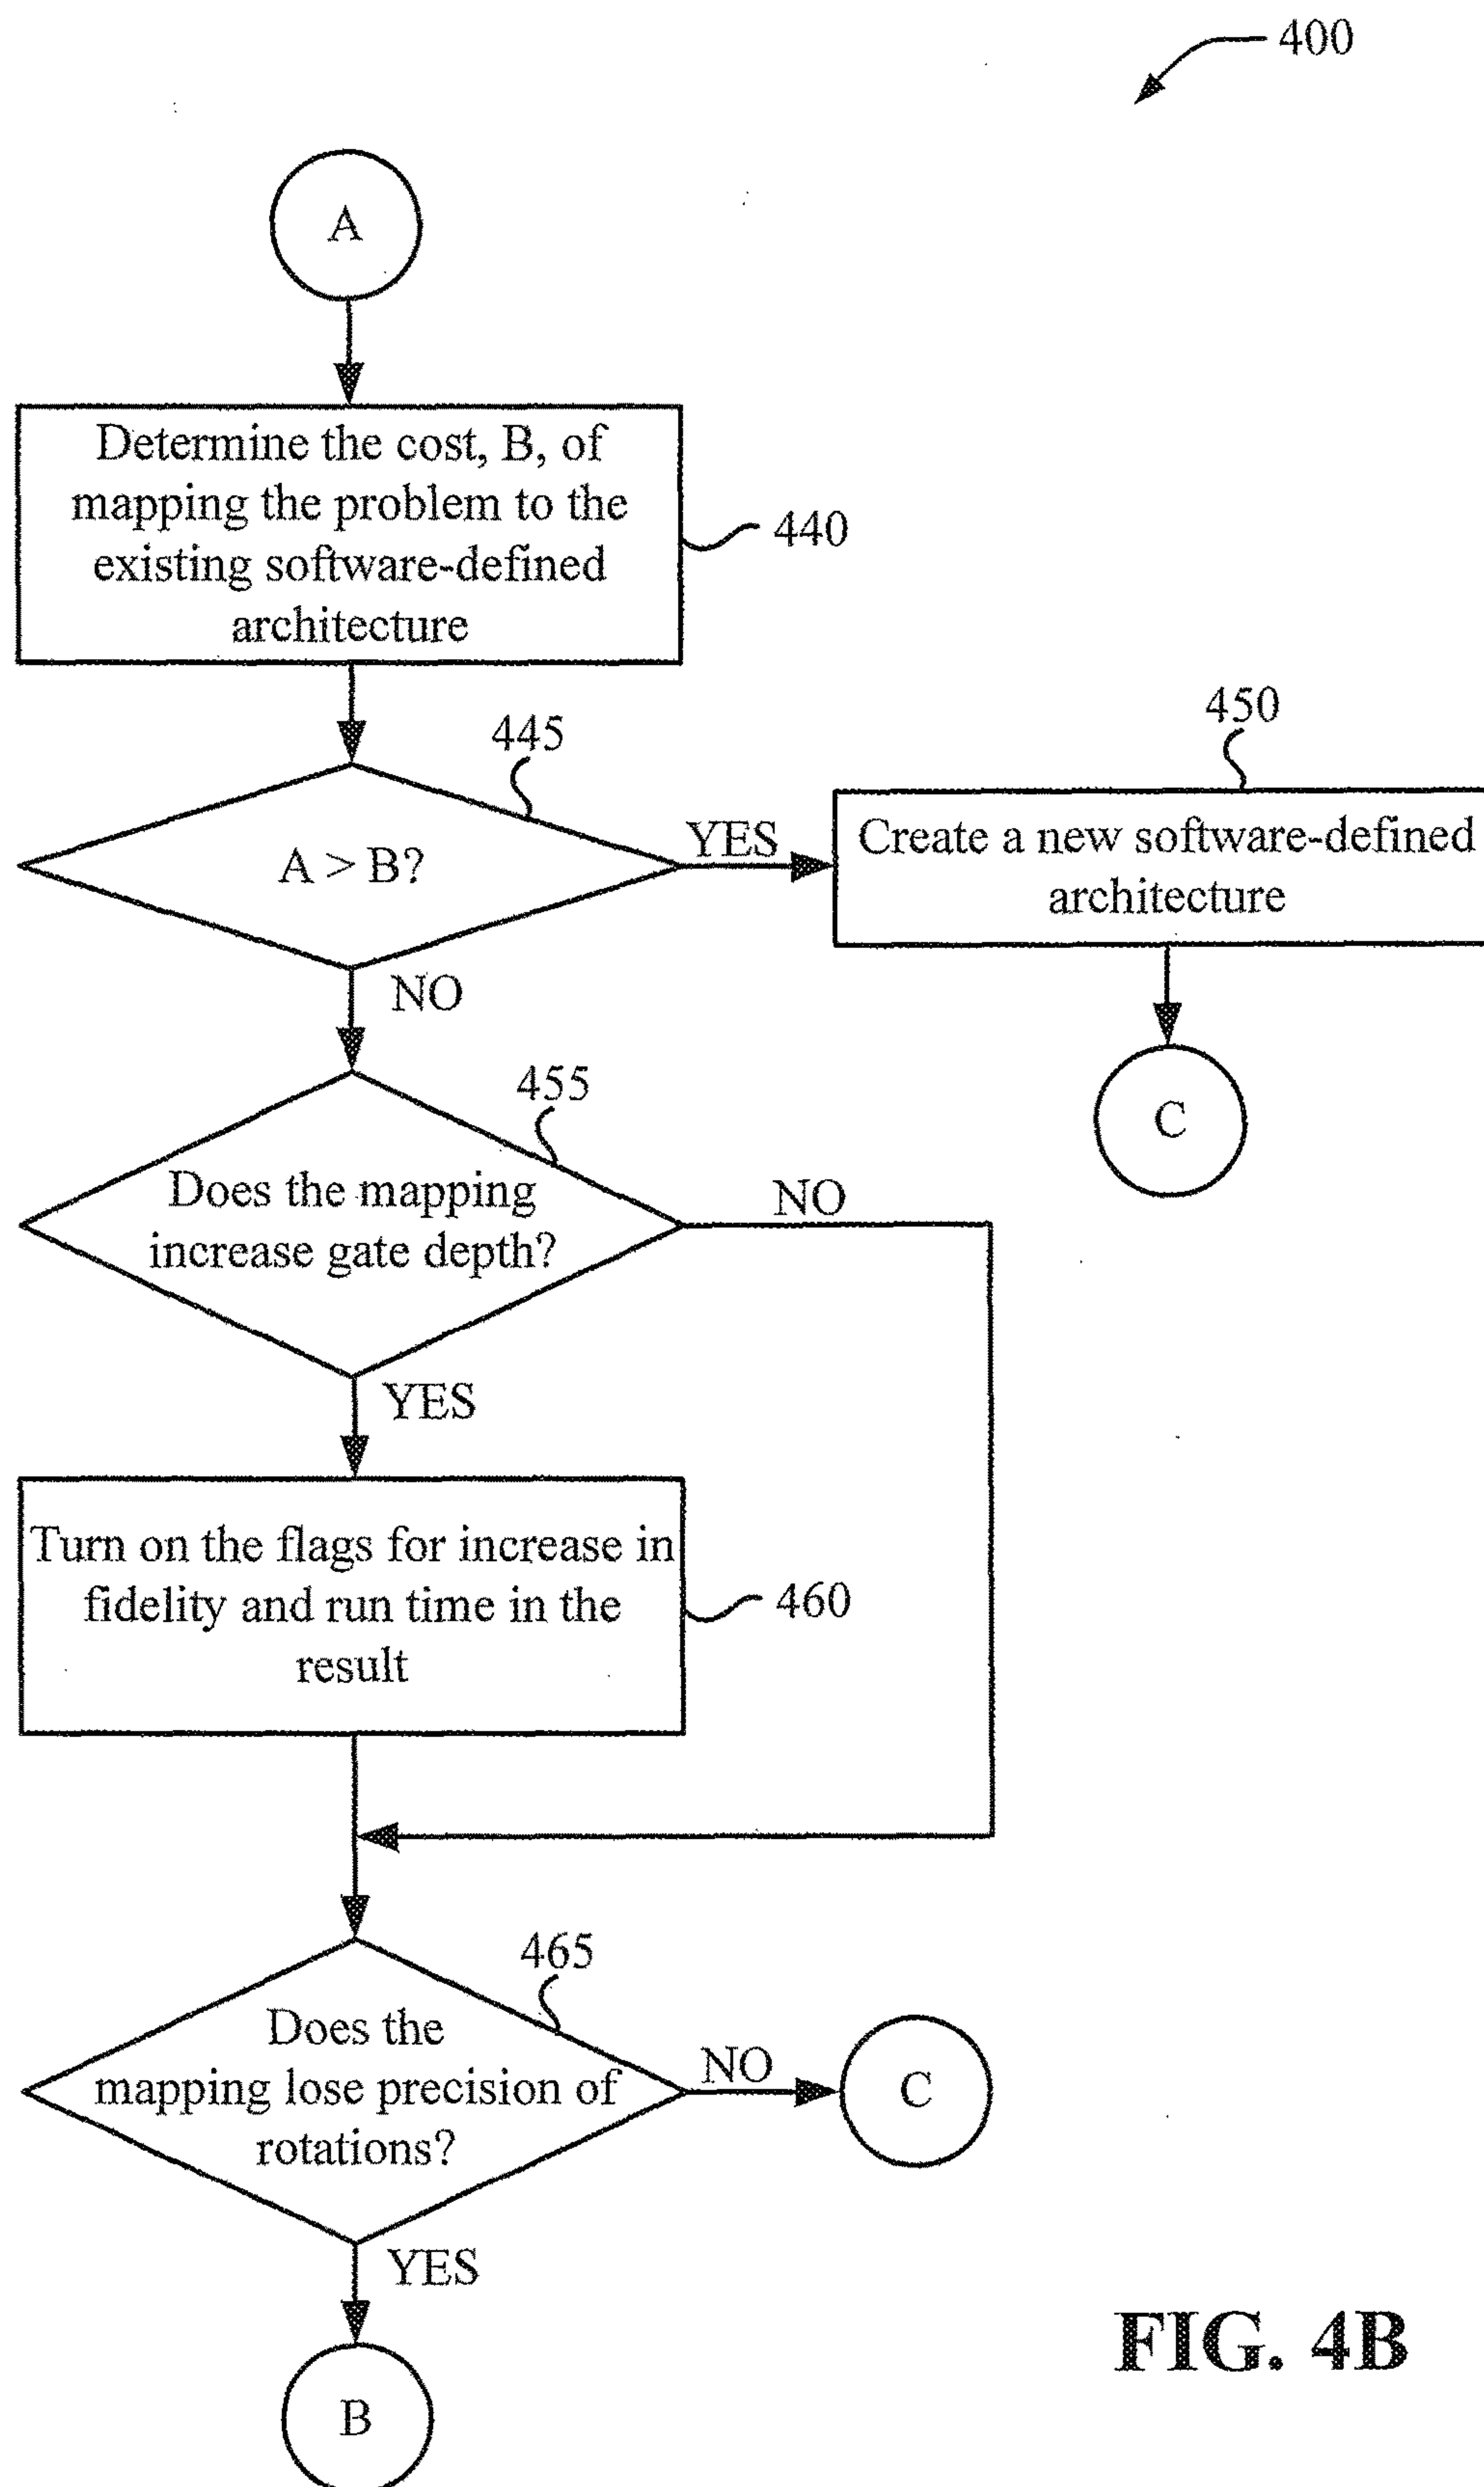 400
A
Determine the cost, B, of
mapping the problem to the
existing software-defined
architecture
440
445
A > B?
YES
450
Create a new software-defined
architecture
NO
C
455
Does the mapping
increase gate depth?
NO
YES
Turn on the flags for increase in
fidelity and run time in the
result
460
465
Does the
mapping lose precision of
rotations?
NO
C
YES
B
FIG. 4B